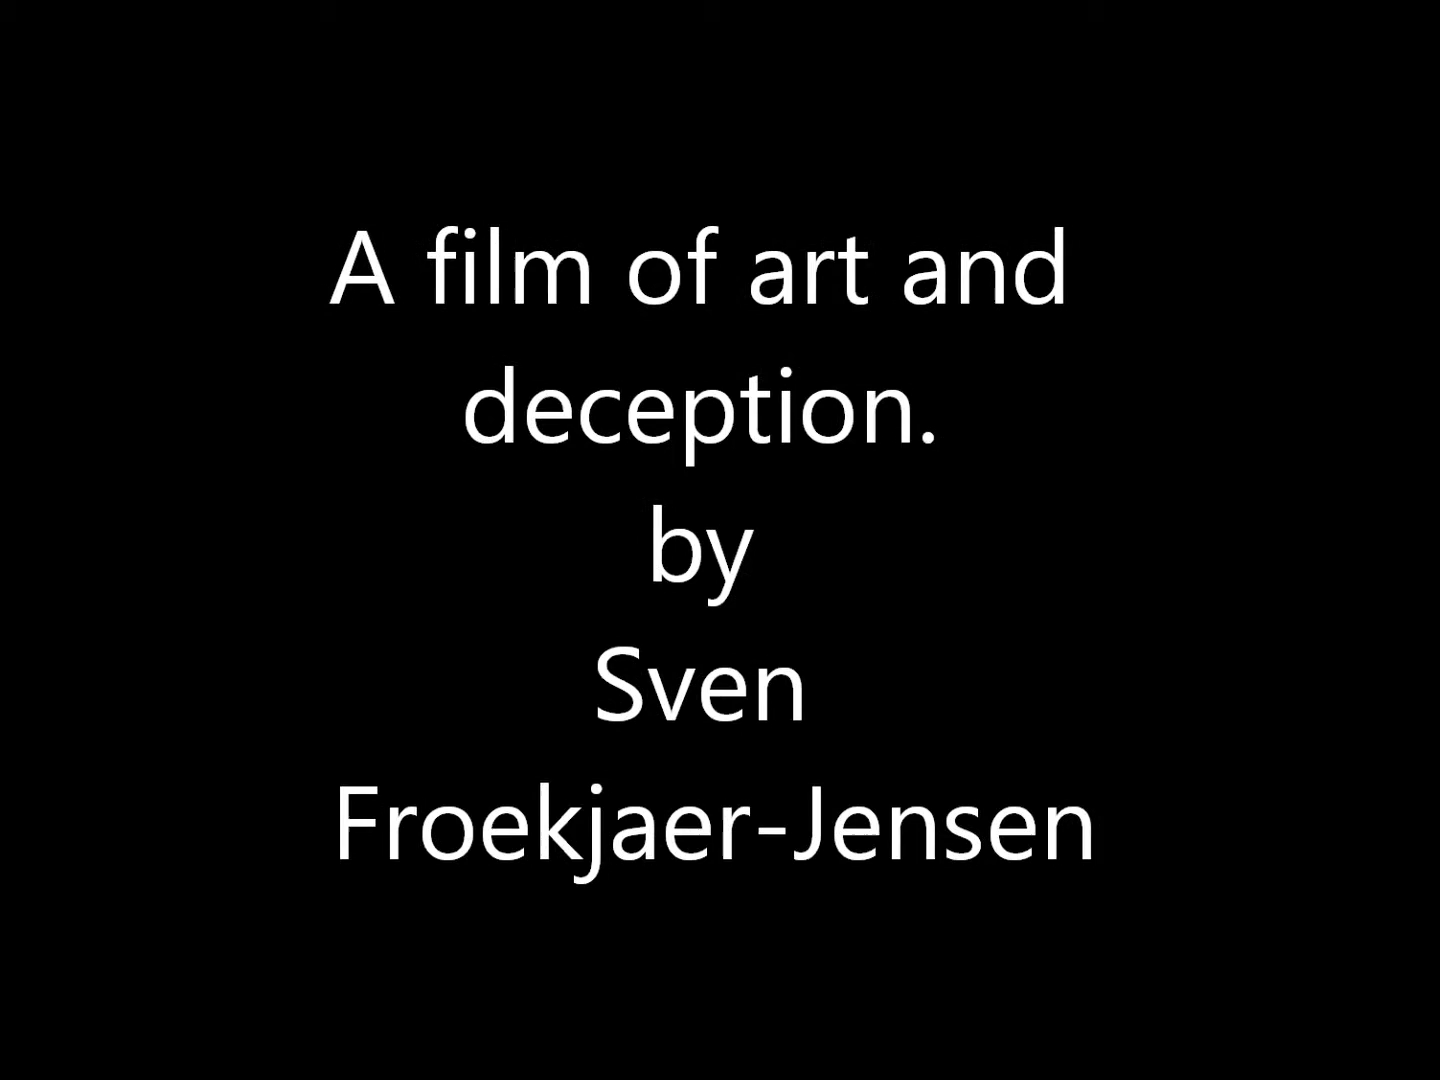 A film of art and
deception.
by
Sven
Froekjaer-Jensen